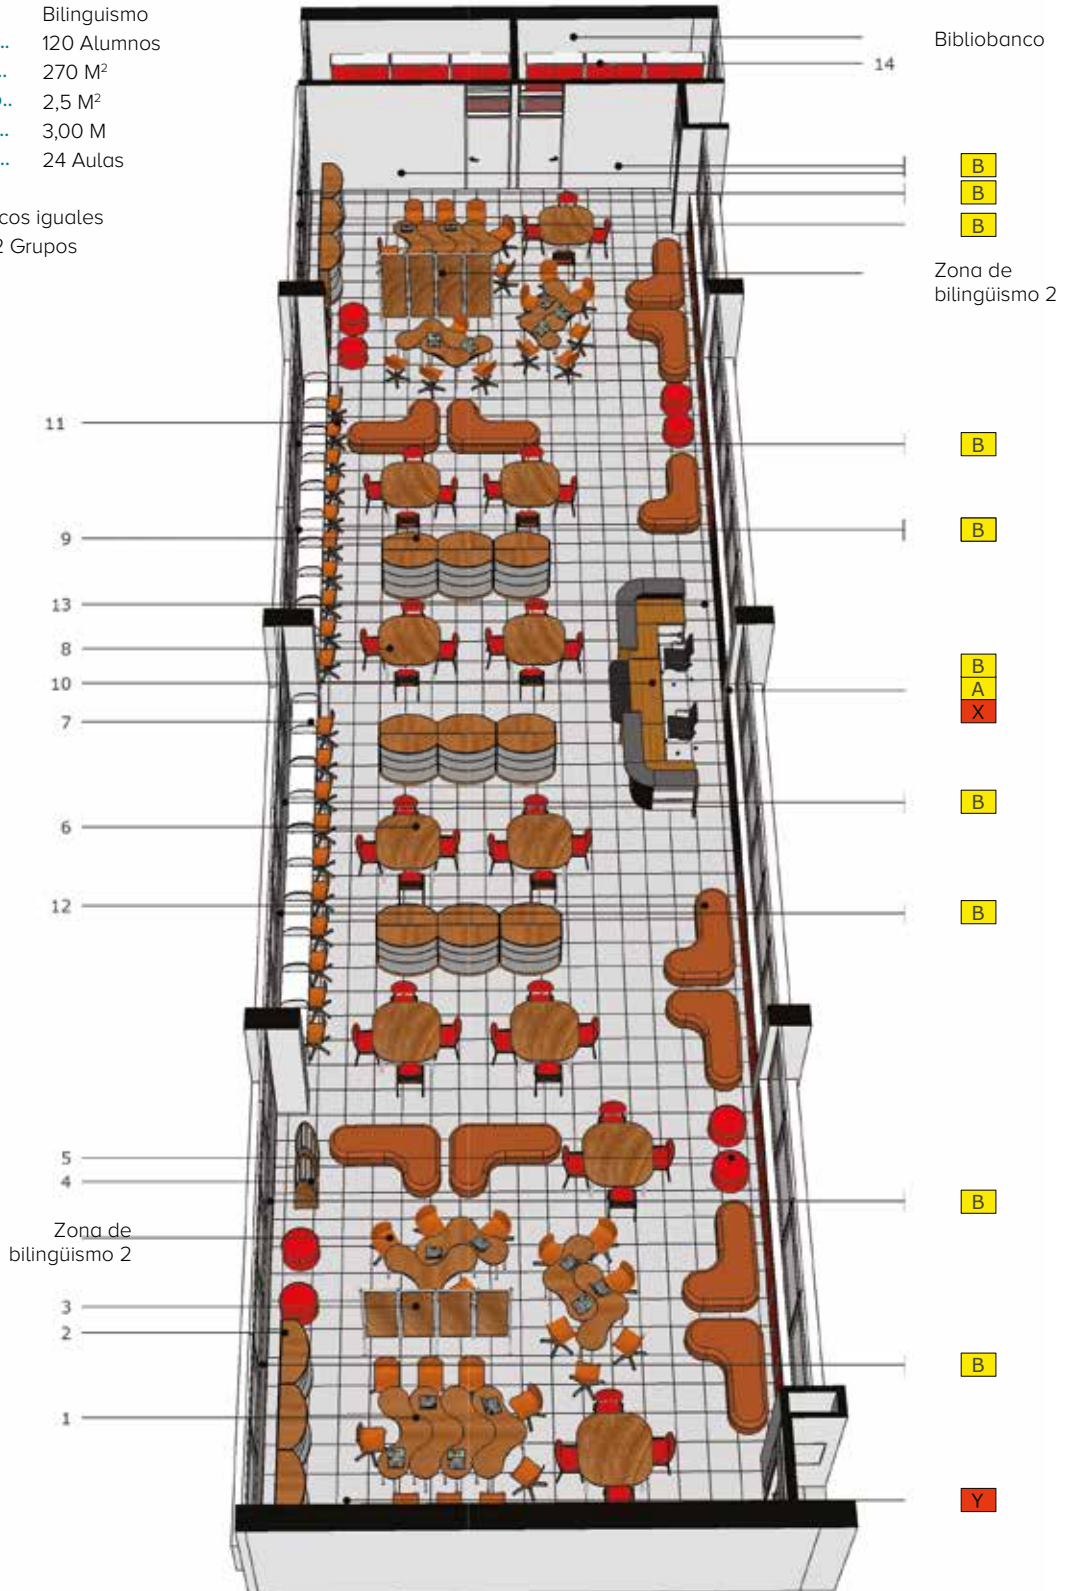 Bilinguismo
.. 120 Alumnos
.. 270 M²
o.. 2,5 M²
.. 3,00 M
.. 24 Aulas
cos iguales
2 Grupos
Bibliobanco
14
B
B
B
Zona de
bilingüismo 2
11
B
9
B
13
8
10
B
A
X
7
B
6
12
B
5
4
B
Zona de
bilingüismo 2
3
2
B
1
Y